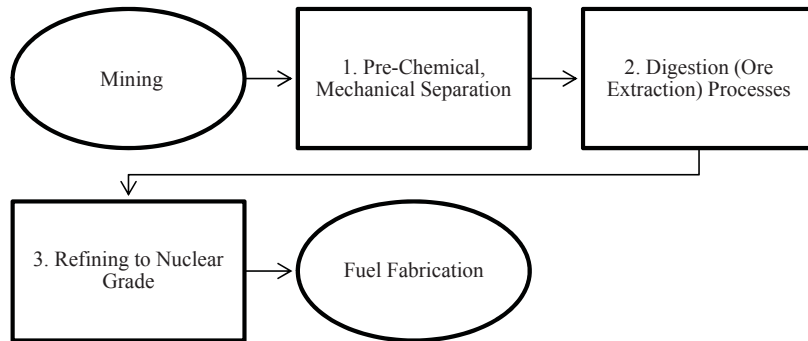 Mining
1. Pre-Chemical,
Mechanical Separation
2. Digestion (Ore
Extraction) Processes
3. Refining to Nuclear
Grade
Fuel Fabrication